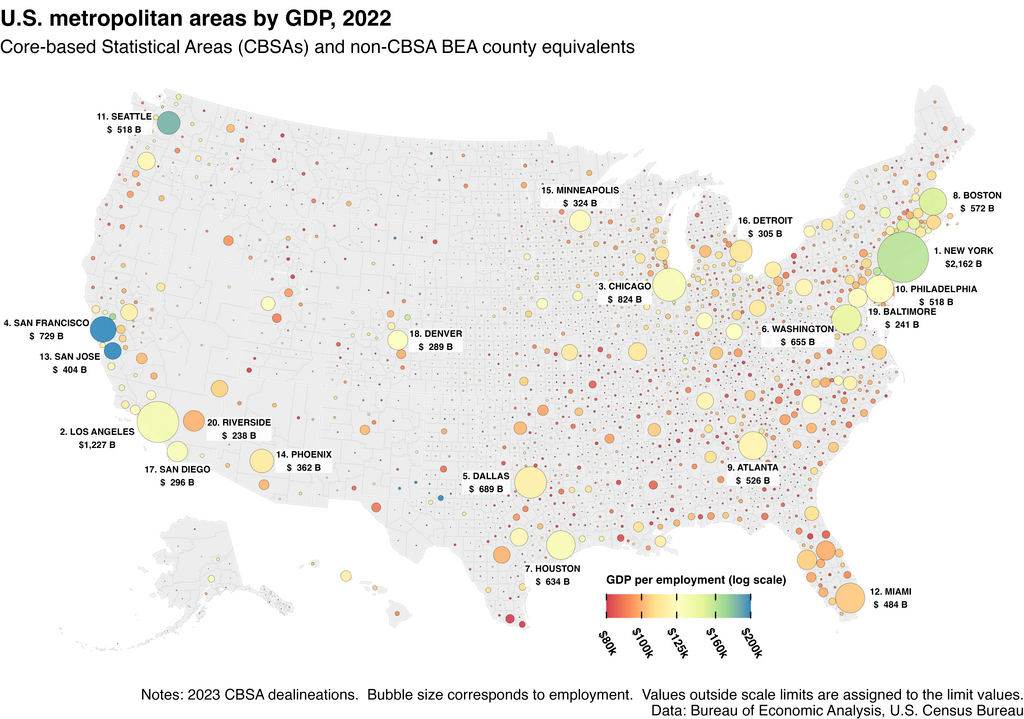 U.S. metropolitan areas by GDP, 2022
Core-based Statistical Areas (CBSAs) and non-CBSA BEA county equivalents
11. SEATTLE
$ 518 B
15. MINNEAPOLIS
$ 324 B
8. BOSTON
$ 572 B
16. DETROIT
$ 305 B
1. NEW YORK
$2,162 B
3. CHICAGO
$ 824 B
10. PHILADELPHIA
$ 518 B
19. BALTIMORE
$ 241 B
4. SAN FRANCISCO
$ 729 B
6. WASHINGTON
$ 655 B
18. DENVER
$ 289 B
13. SAN JOSE
$ 404 B
20. RIVERSIDE
$ 238 B
2. LOS ANGELES
$1,227 B
14. PHOENIX
$ 362 B
17. SAN DIEGO
$ 296 B
5. DALLAS
$ 689 B
9. ATLANTA
$ 526 B
7. HOUSTON
$ 634 B
12. MIAMI
$ 484 B
GDP per employment (log scale)
$80k
$100k
$125k
$160k
$200k
Notes: 2023 CBSA dealineations. Bubble size corresponds to employment. Values outside scale limits are assigned to the limit values.
Data: Bureau of Economic Analysis, U.S. Census Bureau